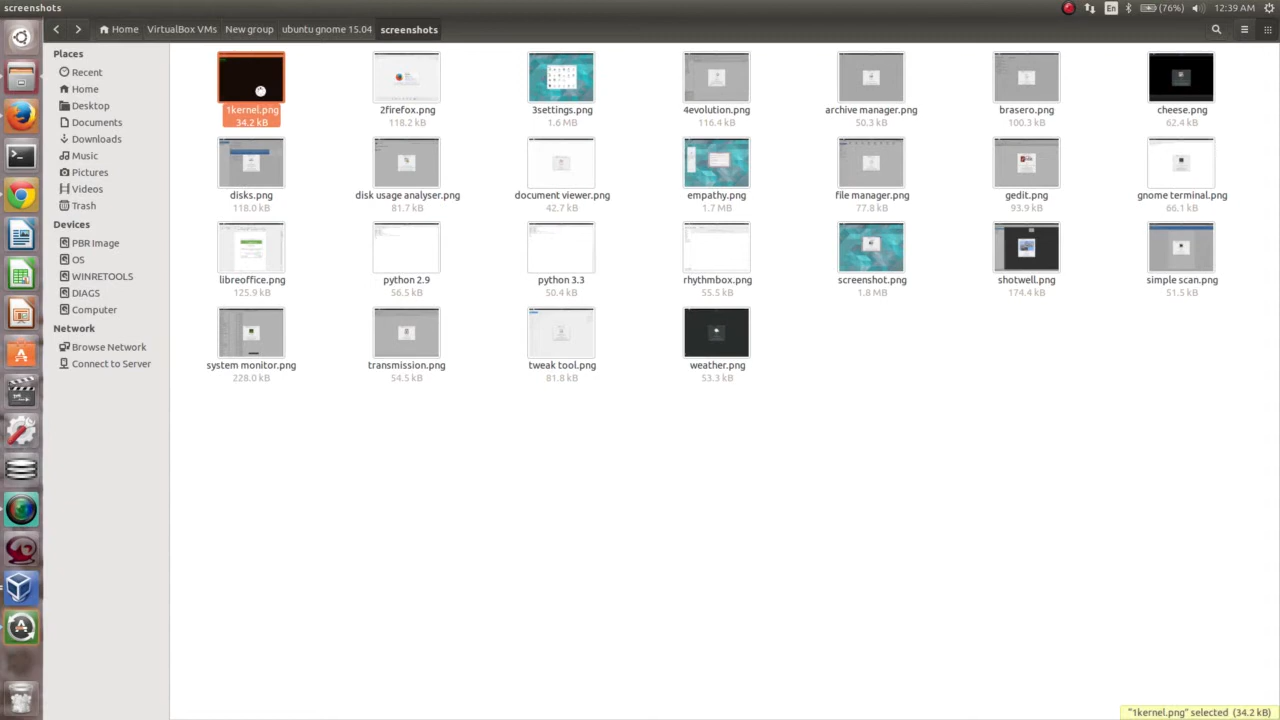 screenshots
En
(76%)
12:39 AM
Home
VirtualBox VMs
New group
ubuntu gnome 15.04
screenshots
Places
Recent
Home
Desktop
Documents
Downloads
Music
Pictures
Videos
Trash
Devices
PBR Image
OS
WINRETOOLS
DIAGS
Computer
Network
Browse Network
Connect to Server
1kernel.png
34.2 kB
2firefox.png
118.2 kB
3settings.png
1.6 MB
4evolution.png
116.4 kB
archive manager.png
50.3 kB
brasero.png
100.3 kB
cheese.png
62.4 kB
disks.png
118.0 kB
disk usage analyser.png
81.7 kB
document viewer.png
42.7 kB
empathy.png
1.7 MB
file manager.png
77.8 kB
gedit.png
93.9 kB
gnome terminal.png
66.1 kB
libreoffice.png
125.9 kB
python 2.9
56.5 kB
python 3.3
50.4 kB
rhythmbox.png
55.5 kB
screenshot.png
1.8 MB
shotwell.png
174.4 kB
simple scan.png
51.5 kB
system monitor.png
228.0 kB
transmission.png
54.5 kB
tweak tool.png
81.8 kB
weather.png
53.3 kB
"1kernel.png" selected (34.2 kB)